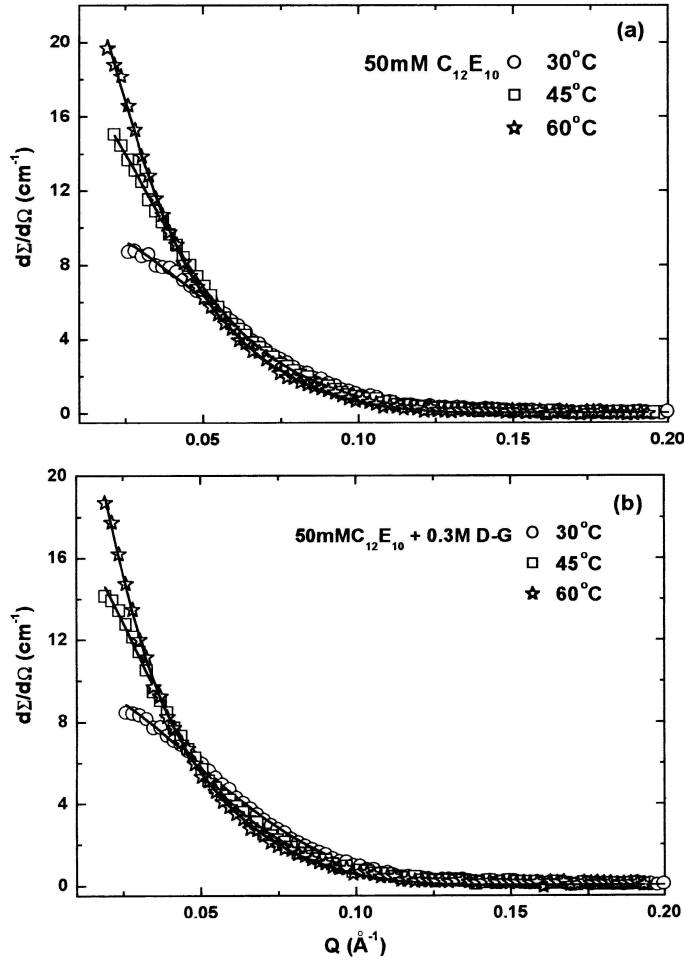 (a)
50mM C₁₂E₁₀ ○ 30°C
□ 45°C
☆ 60°C
20
16
12
8
4
0
dΣ/dΩ (cm⁻¹)
0.05 0.10 0.15 0.20
(b)
50mMC₁₂E₁₀ + 0.3M D-G ○ 30°C
□ 45°C
☆ 60°C
20
16
12
8
4
0
dΣ/dΩ (cm⁻¹)
0.05 0.10 0.15 0.20
Q (Å⁻¹)